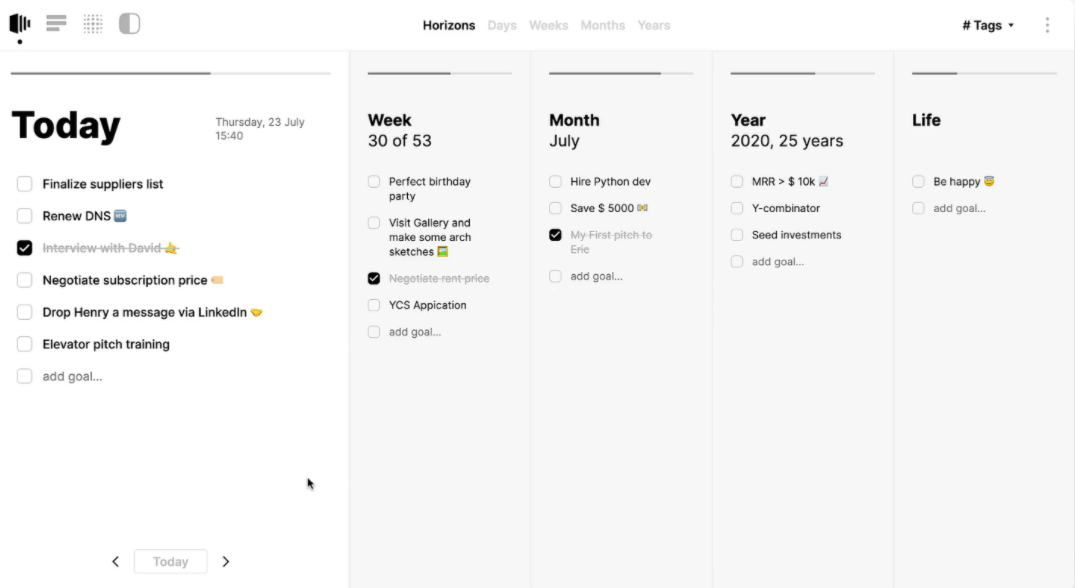 Horizons Days Weeks Months Years
# Tags
Today
Thursday, 23 July
15:40
Finalize suppliers list
Renew DNS 🆕
Interview with David 🤙
Negotiate subscription price 🏷️
Drop Henry a message via LinkedIn 🤝
Elevator pitch training
add goal...
Today
Week
30 of 53
Perfect birthday
party
Visit Gallery and
make some arch
sketches 🖼️
Negotiate rent price
YCS Appication
add goal...
Month
July
Hire Python dev
Save $ 5000 💴
My First pitch to
Eric
add goal...
Year
2020, 25 years
MRR > $ 10k 📈
Y-combinator
Seed investments
add goal...
Life
Be happy 😇
add goal...